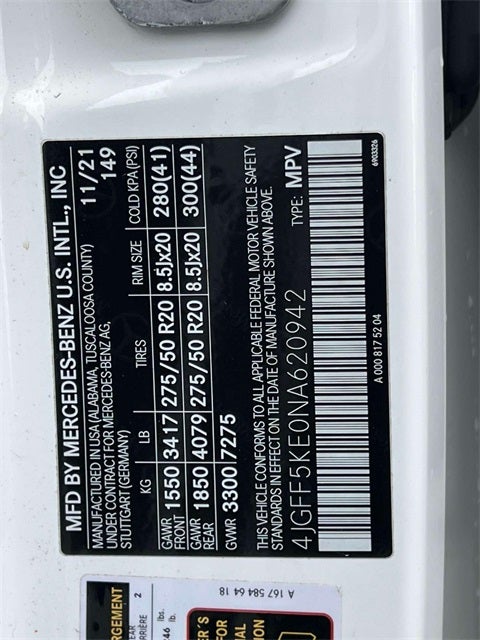 MFD BY MERCEDES-BENZ U.S. INTL., INC
MANUFACTURED IN USA (ALABAMA, TUSCALOOSA COUNTY) 11/21
UNDER CONTRACT FOR MERCEDES-BENZ AG, 149
STUTTGART (GERMANY)
KG LB TIRES RIM SIZE COLD KPA (PSI)
GAWR FRONT 1550 3417 275/50 R20 8.5Jx20 280(41)
GAWR REAR 1850 4079 275/50 R20 8.5Jx20 300(44)
GVWR 3300 7275
THIS VEHICLE CONFORMS TO ALL APPLICABLE FEDERAL MOTOR VEHICLE SAFETY
STANDARDS IN EFFECT ON THE DATE OF MANUFACTURE SHOWN ABOVE.
4JGFF5KE0NA620942 TYPE: MPV
A 000 817 52 04
6903326
A 167 584 64 18
2
lbs.
lb.